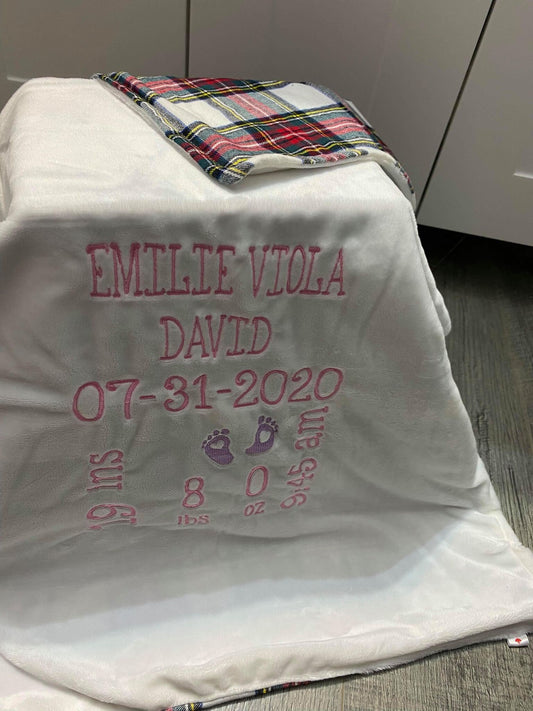 EMILIE VIOLA
DAVID
07-31-2020
19 ins
8
lbs
0
oz
9:45 am